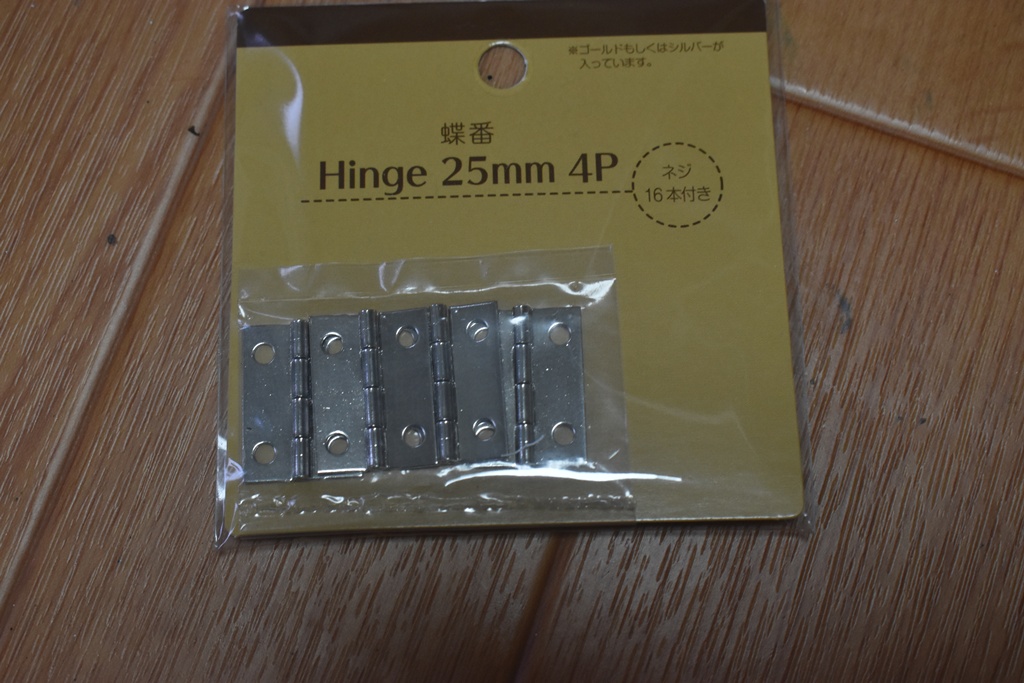 ※ゴールドもしくはシルバーが
入っています。
蝶番
Hinge 25mm 4P
ネジ
16本付き